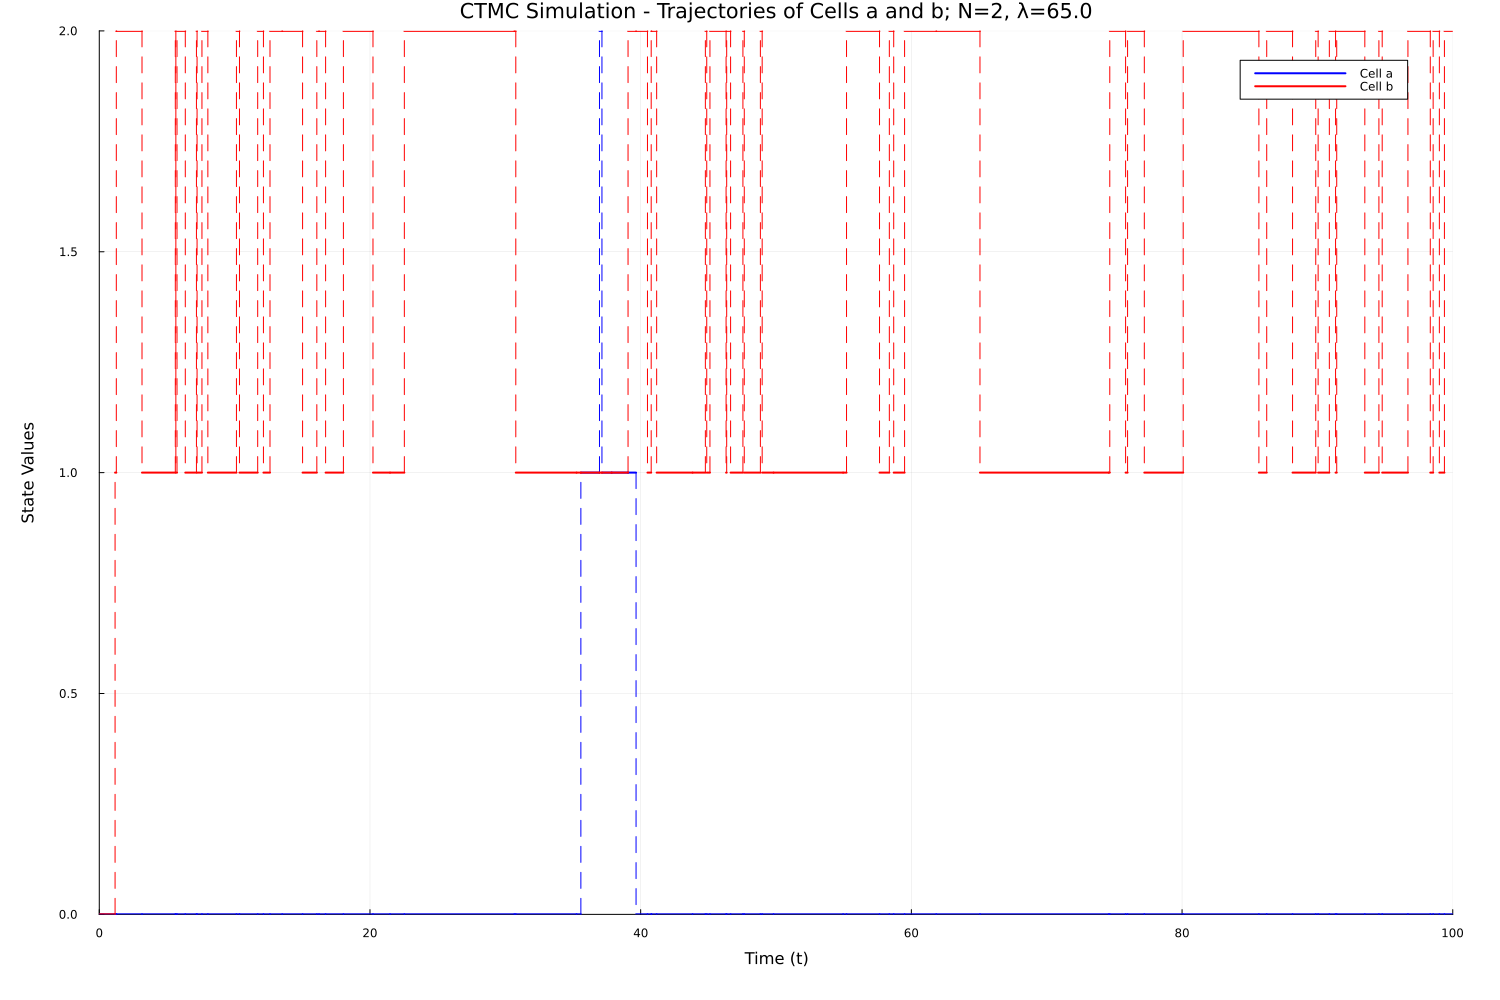 CTMC Simulation - Trajectories of Cells a and b; N=2, λ=65.0
2.0
Cell a
Cell b
1.5
1.0
State Values
0.5
0.0
0 20 40 60 80 100
Time (t)